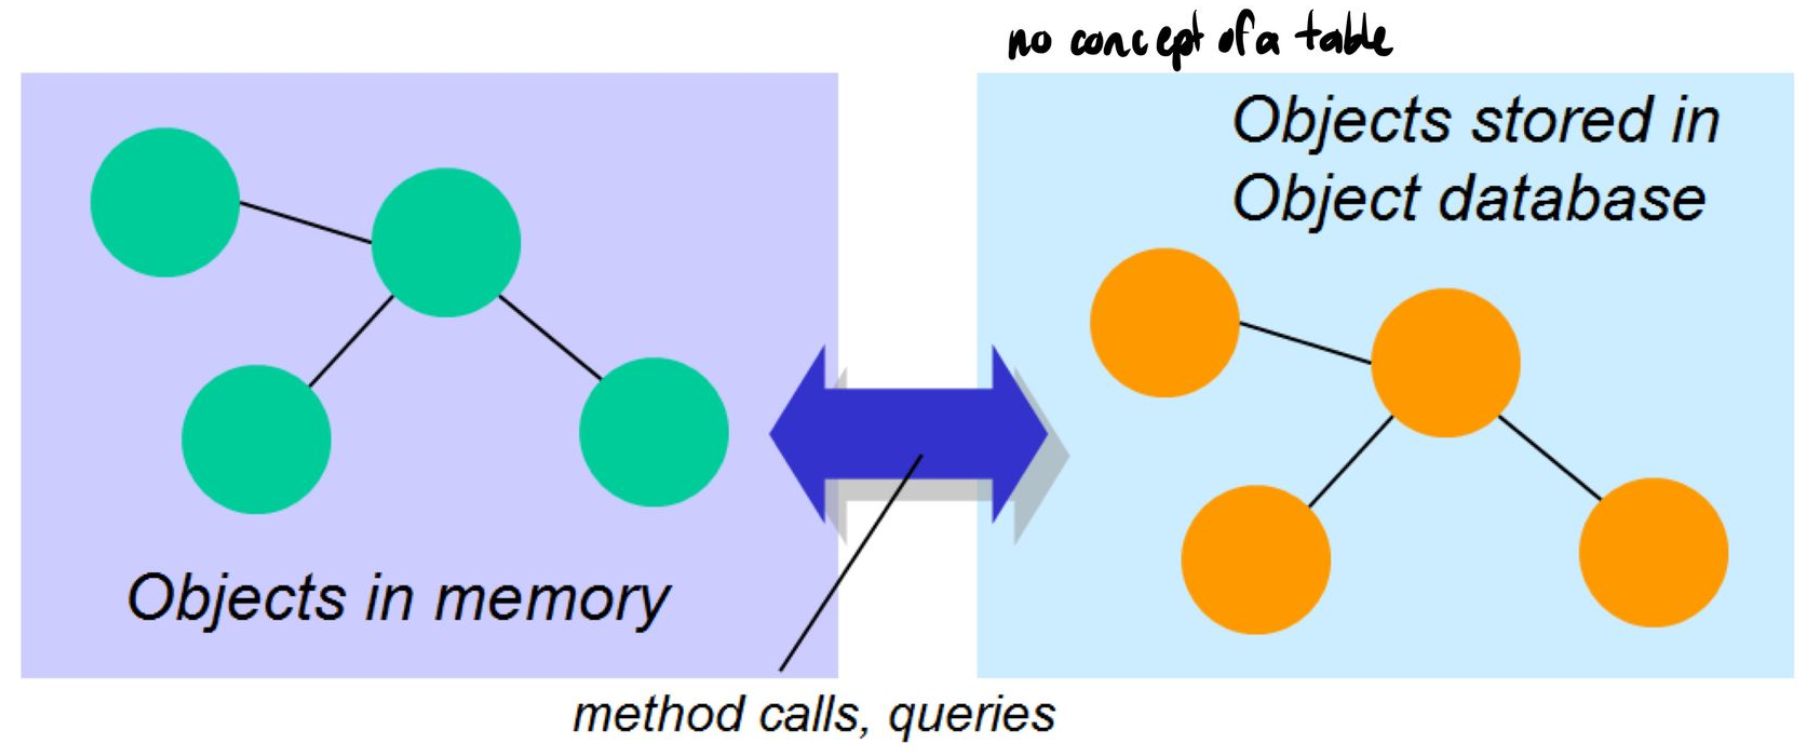 no concept of a table
Objects stored in
Object database
Objects in memory
method calls, queries